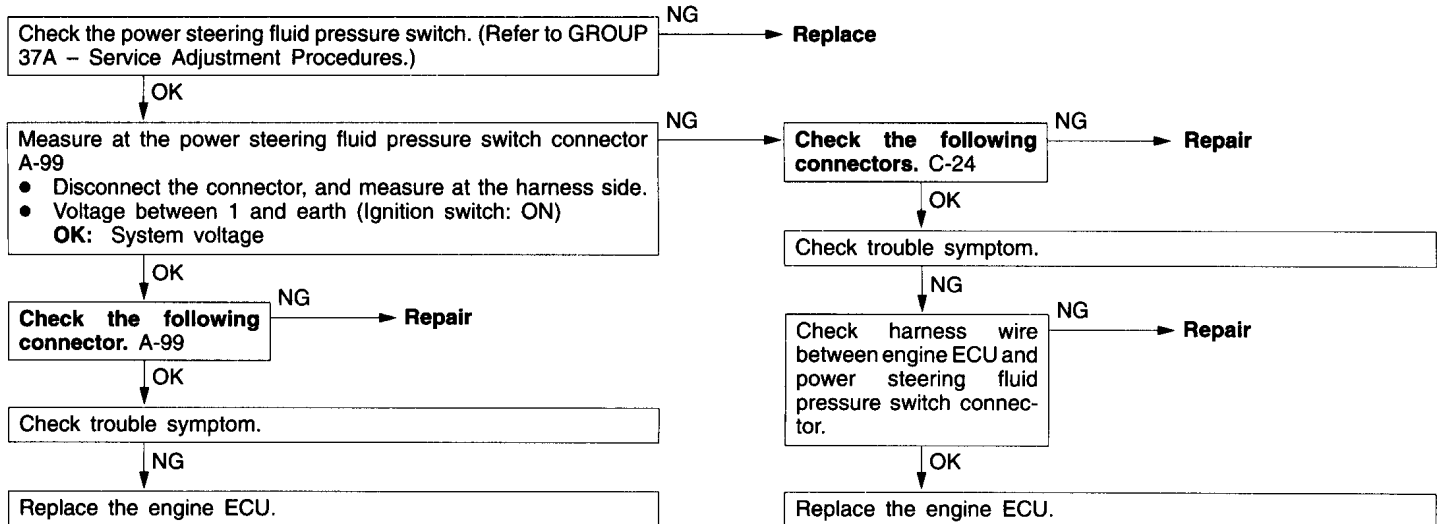 Check the power steering fluid pressure switch. (Refer to GROUP
37A – Service Adjustment Procedures.)
NG
Replace
OK
Measure at the power steering fluid pressure switch connector
A-99
● Disconnect the connector, and measure at the harness side.
● Voltage between 1 and earth (Ignition switch: ON)
OK: System voltage
NG
Check the following
connectors. C-24
NG
Repair
OK
Check trouble symptom.
NG
Check harness wire
between engine ECU and
power steering fluid
pressure switch connec-
tor.
NG
Repair
OK
Replace the engine ECU.
OK
Check the following
connector. A-99
NG
Repair
OK
Check trouble symptom.
NG
Replace the engine ECU.